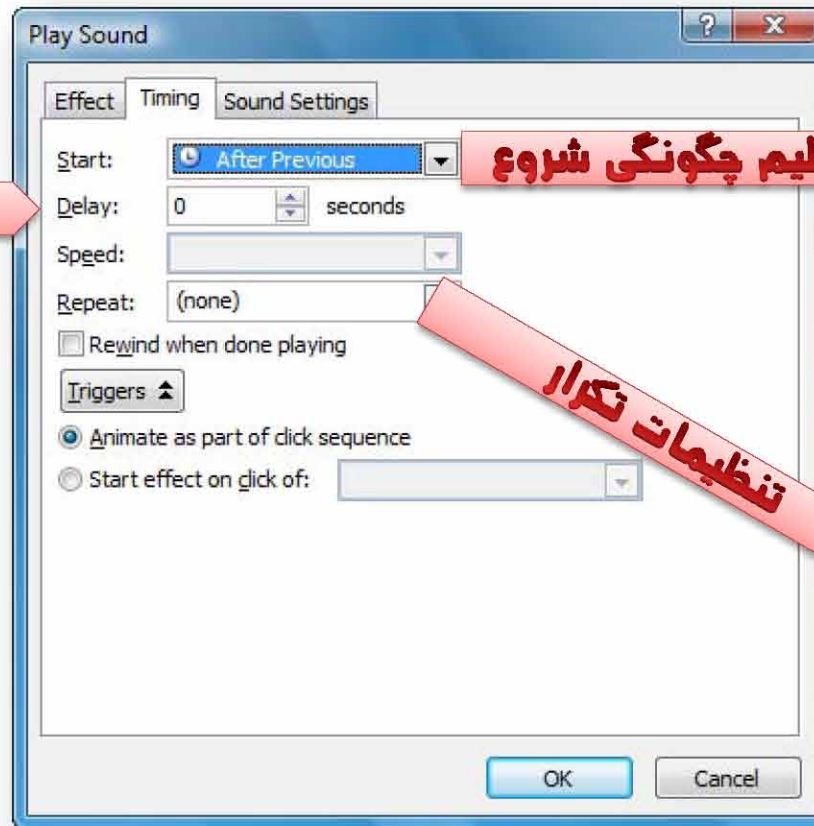 Play Sound
Effect
Timing
Sound Settings
Start:
After Previous
چگونگی شروع
Delay:
0
seconds
Speed:
Repeat:
(none)
Rewind when done playing
تنظیمات تکرار
Triggers
Animate as part of click sequence
Start effect on click of:
OK
Cancel